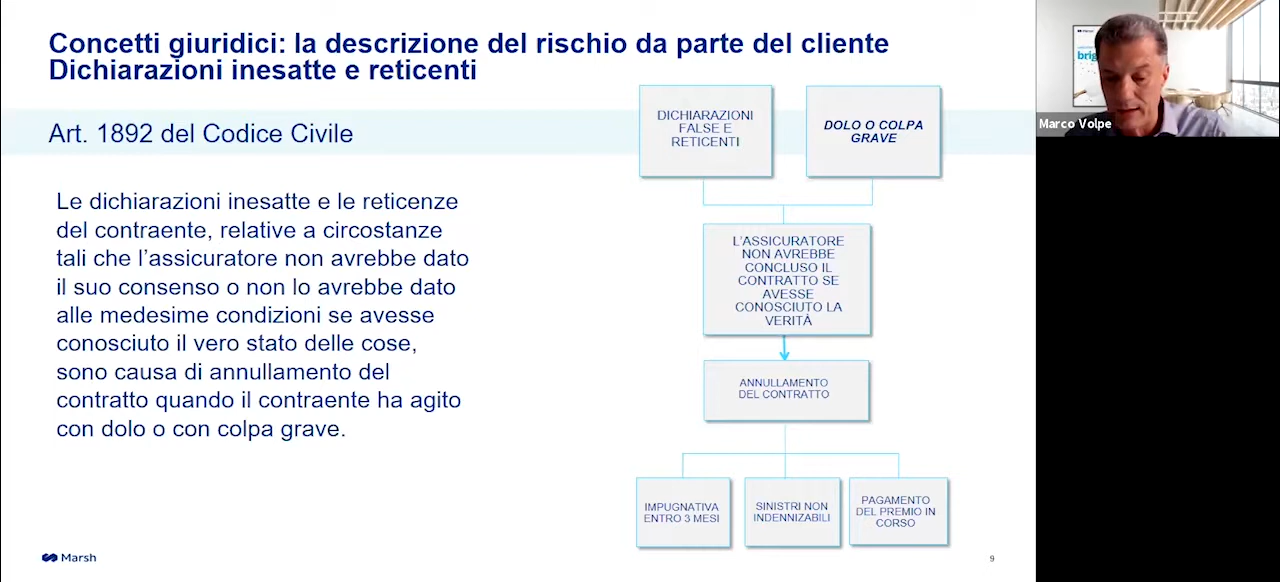 Concetti giuridici: la descrizione del rischio da parte del cliente
Dichiarazioni inesatte e reticenti
Art. 1892 del Codice Civile
Le dichiarazioni inesatte e le reticenze
del contraente, relative a circostanze
tali che l’assicuratore non avrebbe dato
il suo consenso o non lo avrebbe dato
alle medesime condizioni se avesse
conosciuto il vero stato delle cose,
sono causa di annullamento del
contratto quando il contraente ha agito
con dolo o con colpa grave.
DICHIARAZIONI
FALSE E
RETICENTI
DOLO O COLPA
GRAVE
L’ASSICURATORE
NON AVREBBE
CONCLUSO IL
CONTRATTO SE
AVESSE
CONOSCIUTO LA
VERITÀ
ANNULLAMENTO
DEL CONTRATTO
IMPUGNATIVA
ENTRO 3 MESI
SINISTRI NON
INDENNIZABILI
PAGAMENTO
DEL PREMIO IN
CORSO
Marsh
9
Marco Volpe